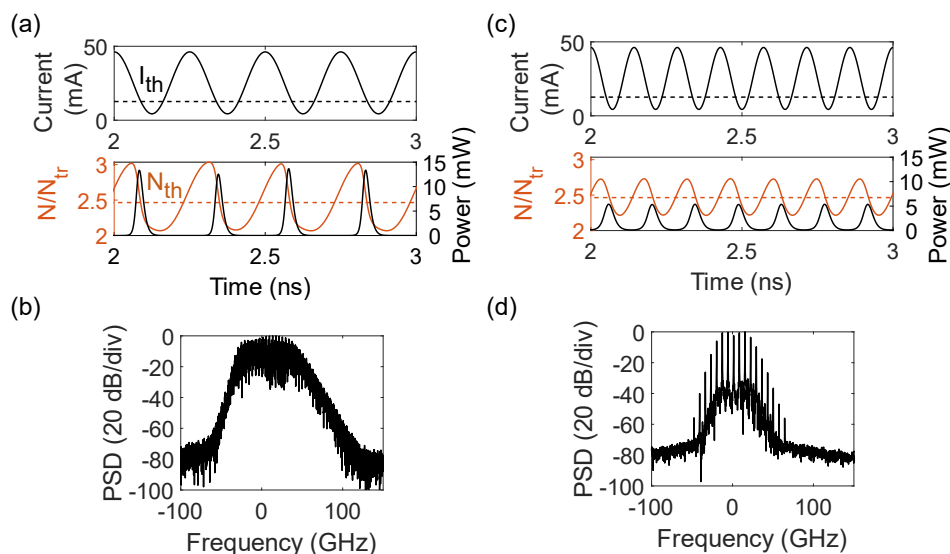 (a)
50
0
Current
(mA)
I_th
2
2.5
3
3
2.5
2
N/N_tr
N_th
15
10
5
0
Power (mW)
2
2.5
3
Time (ns)
(b)
0
-20
-40
-60
-80
-100
PSD (20 dB/div)
-100
0
100
Frequency (GHz)
(c)
50
0
Current
(mA)
2
2.5
3
3
2.5
2
N/N_tr
15
10
5
0
Power (mW)
2
2.5
3
Time (ns)
(d)
0
-20
-40
-60
-80
-100
PSD (20 dB/div)
-100
0
100
Frequency (GHz)